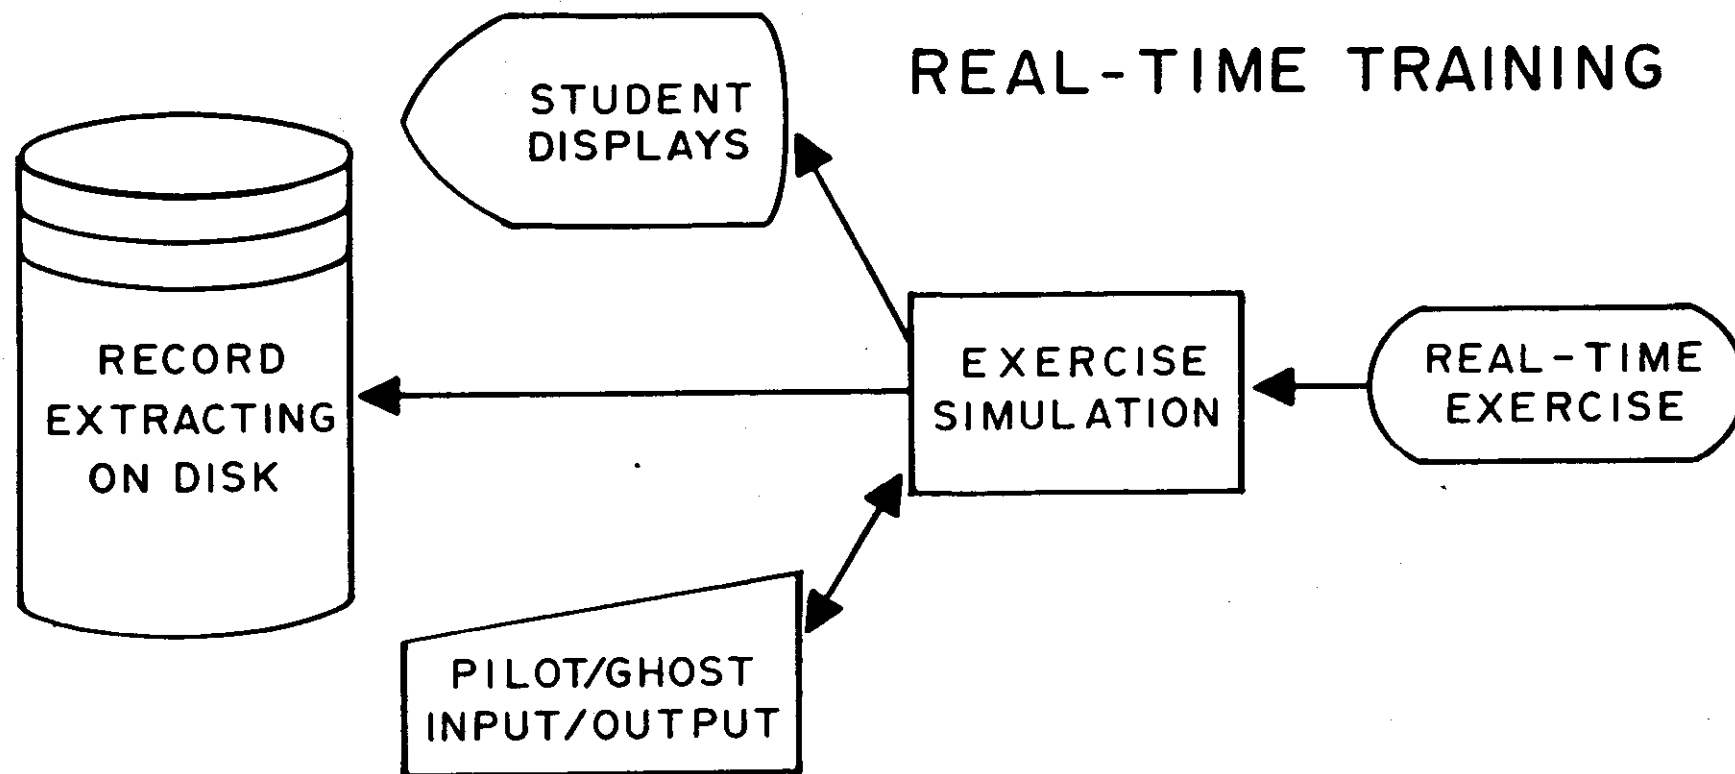 REAL-TIME TRAINING
STUDENT
DISPLAYS
RECORD
EXTRACTING
ON DISK
EXERCISE
SIMULATION
REAL-TIME
EXERCISE
PILOT/GHOST
INPUT/OUTPUT